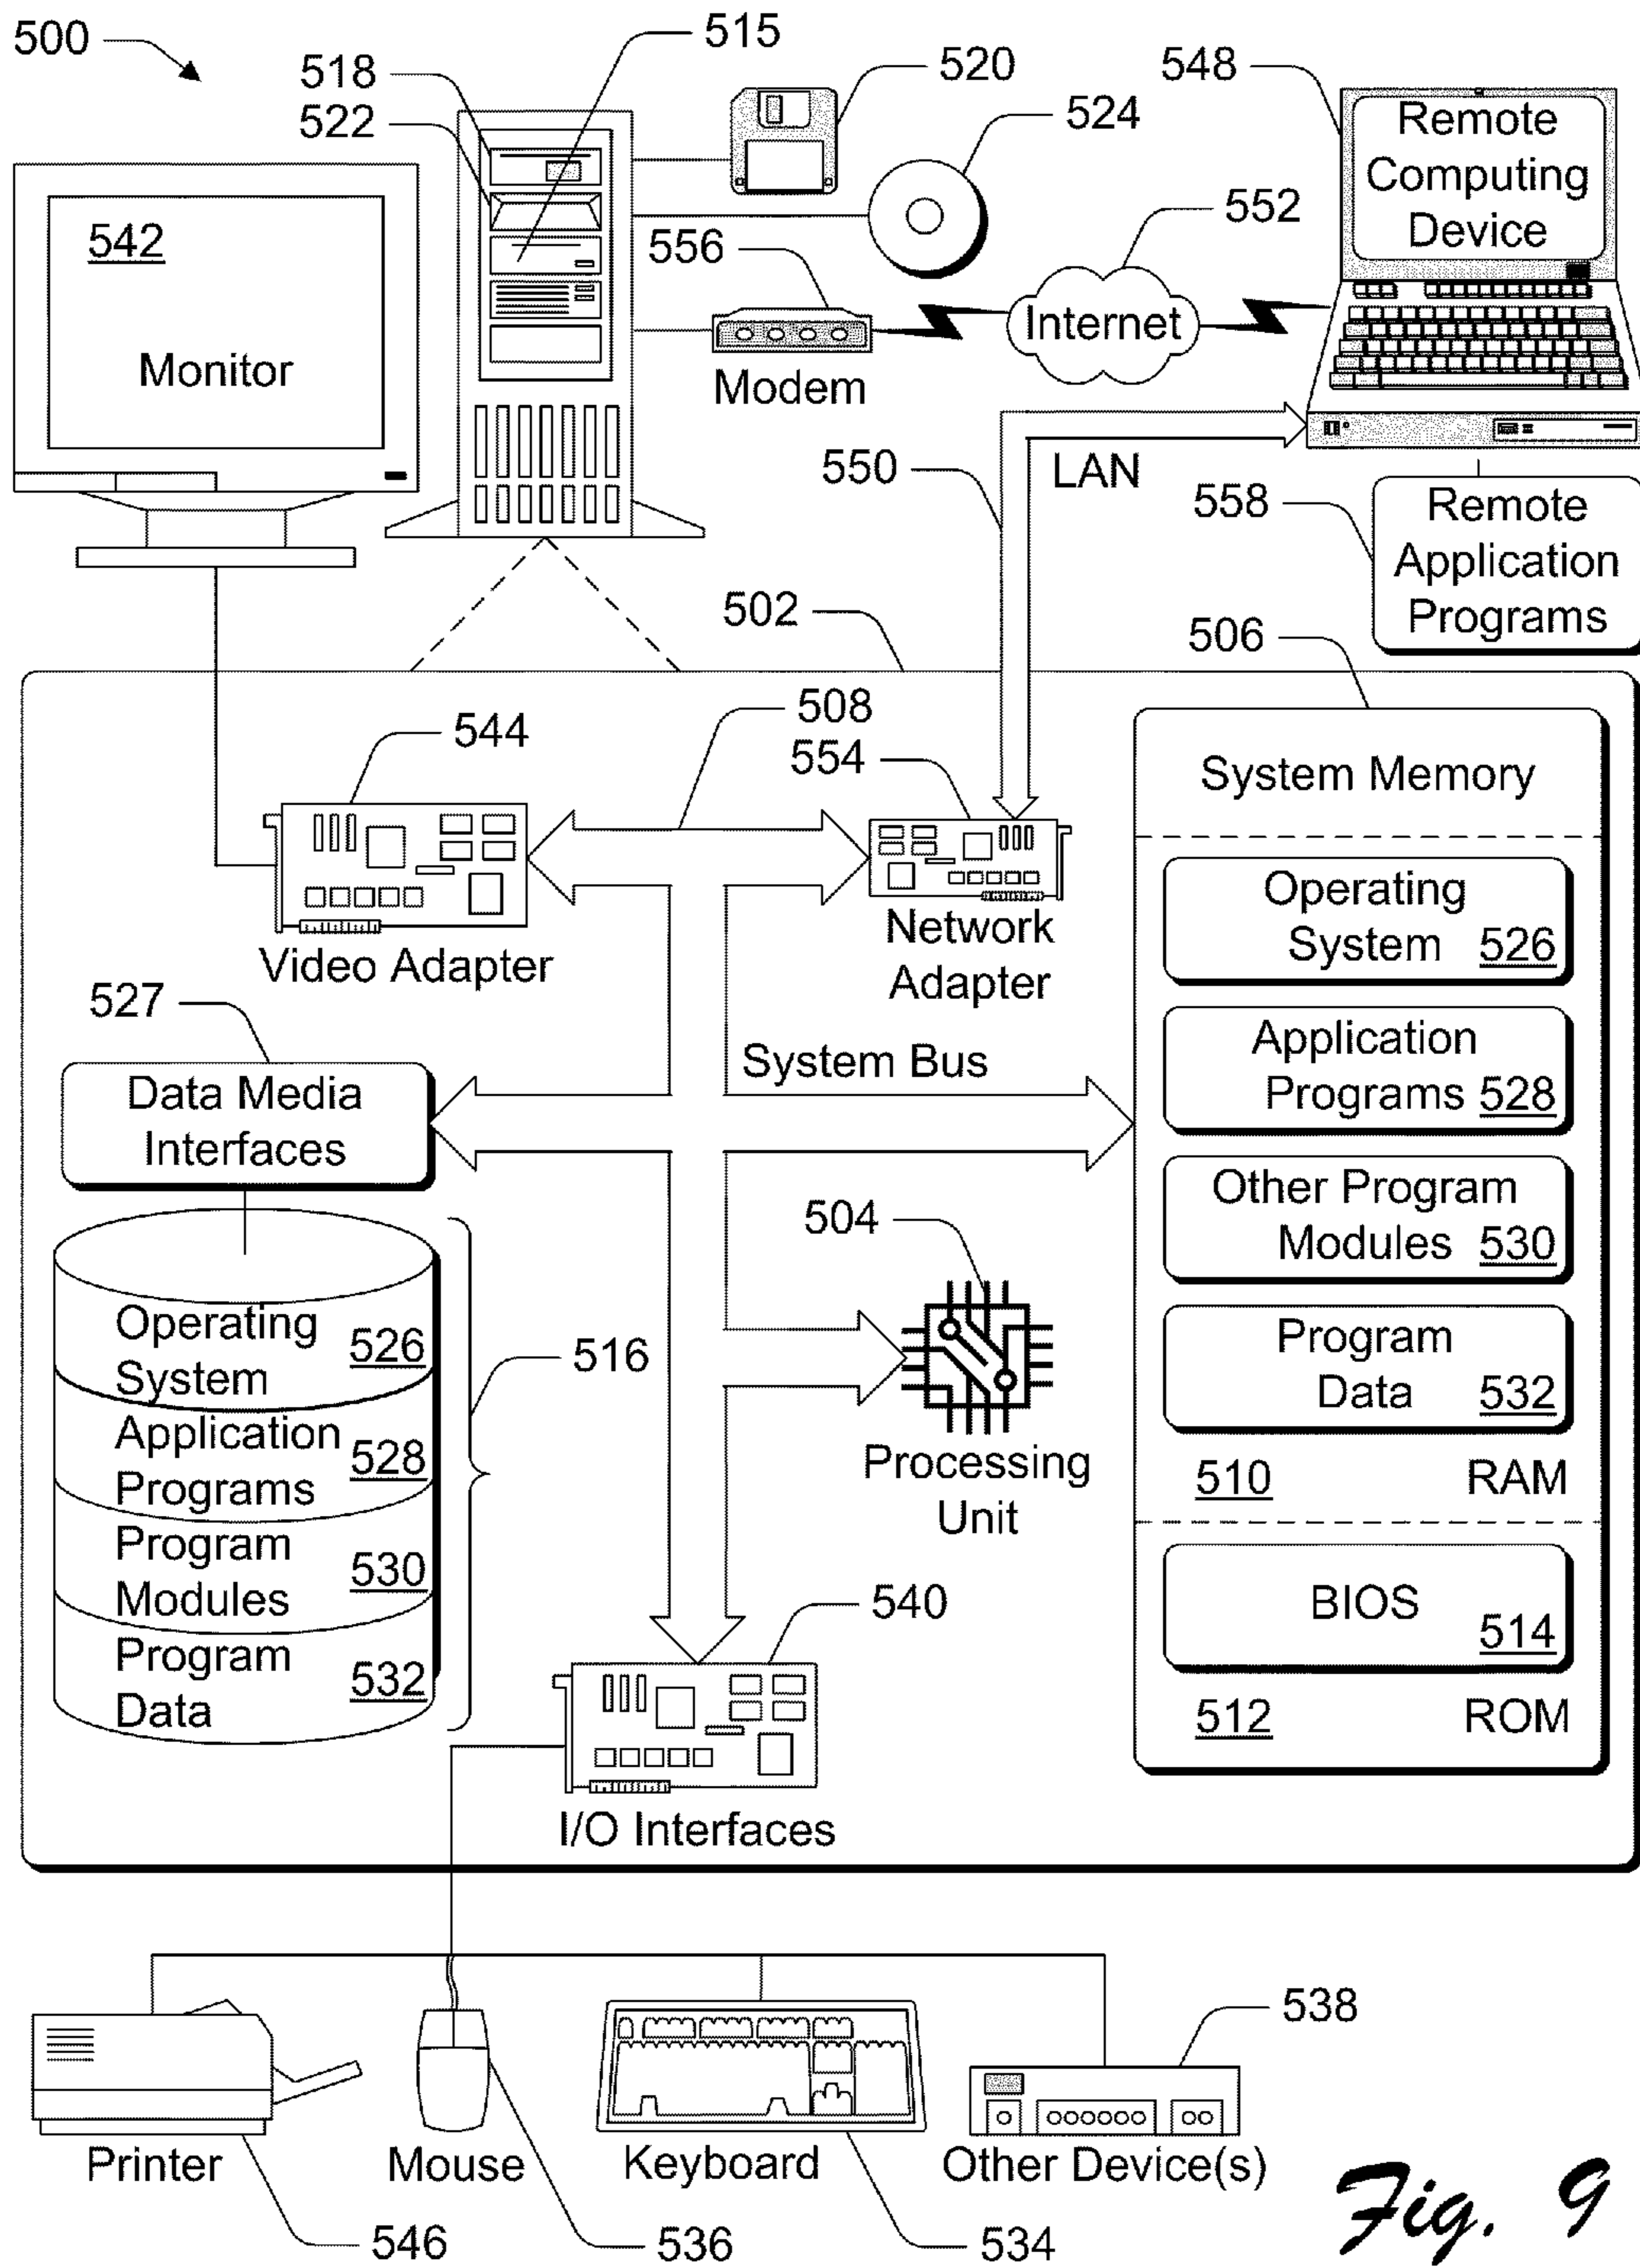 500
518
522
515
520
524
548
Remote
Computing
Device
542
Monitor
556
Modem
552
Internet
550
LAN
558
Remote
Application
Programs
502
506
508
544
554
Video Adapter
Network
Adapter
System Memory
Operating
System 526
Application
Programs 528
Other Program
Modules 530
Program
Data 532
510 RAM
BIOS
514
512 ROM
527
Data Media
Interfaces
System Bus
504
Processing
Unit
Operating
System 526
Application
Programs 528
Program
Modules 530
Program
Data 532
516
540
I/O Interfaces
538
Printer
Mouse
Keyboard
Other Device(s)
546
536
534
Fig. 9